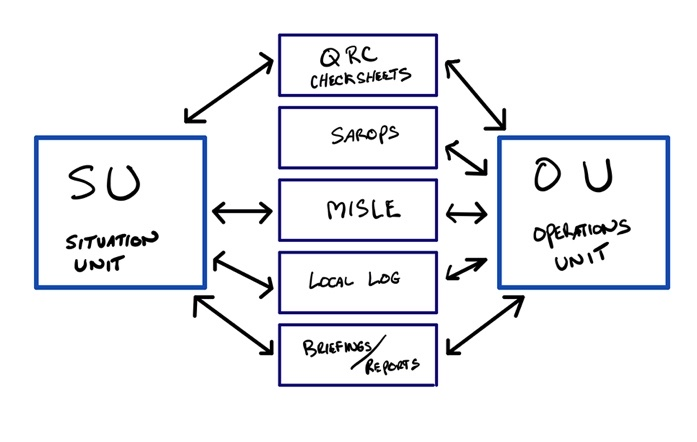 QRC
CHECKSHEETS
SAROPS
SU
SITUATION
UNIT
MISLE
OU
OPERATIONS
UNIT
LOCAL LOG
BRIEFINGS/
REPORTS